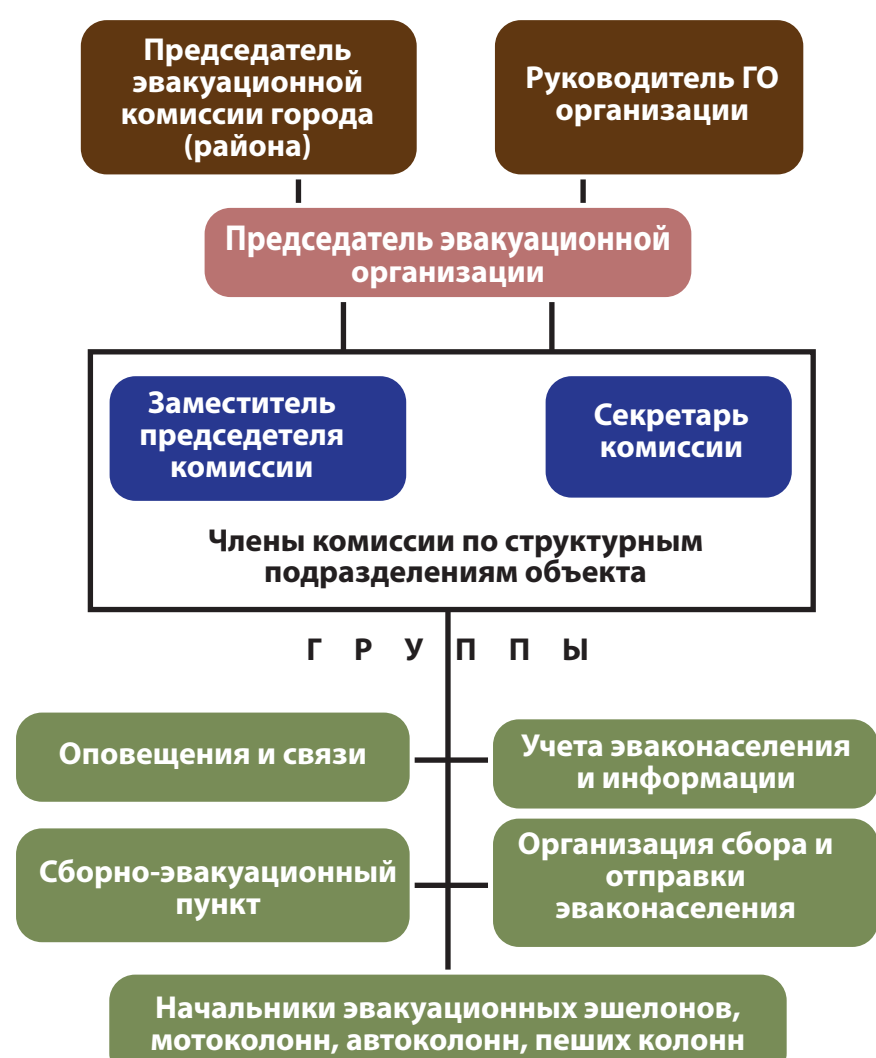 Председатель
эвакуационной
комиссии города
(района)
Руководитель ГО
организации
Председатель эвакуационной
организации
Заместитель
председетеля
комиссии
Секретарь
комиссии
Члены комиссии по структурным
подразделениям объекта
Г Р У П П Ы
Оповещения и связи
Учета эваконаселения
и информации
Сборно-эвакуационный
пункт
Организация сбора и
отправки
эваконаселения
Начальники эвакуационных эшелонов,
мотоколонн, автоколонн, пеших колонн